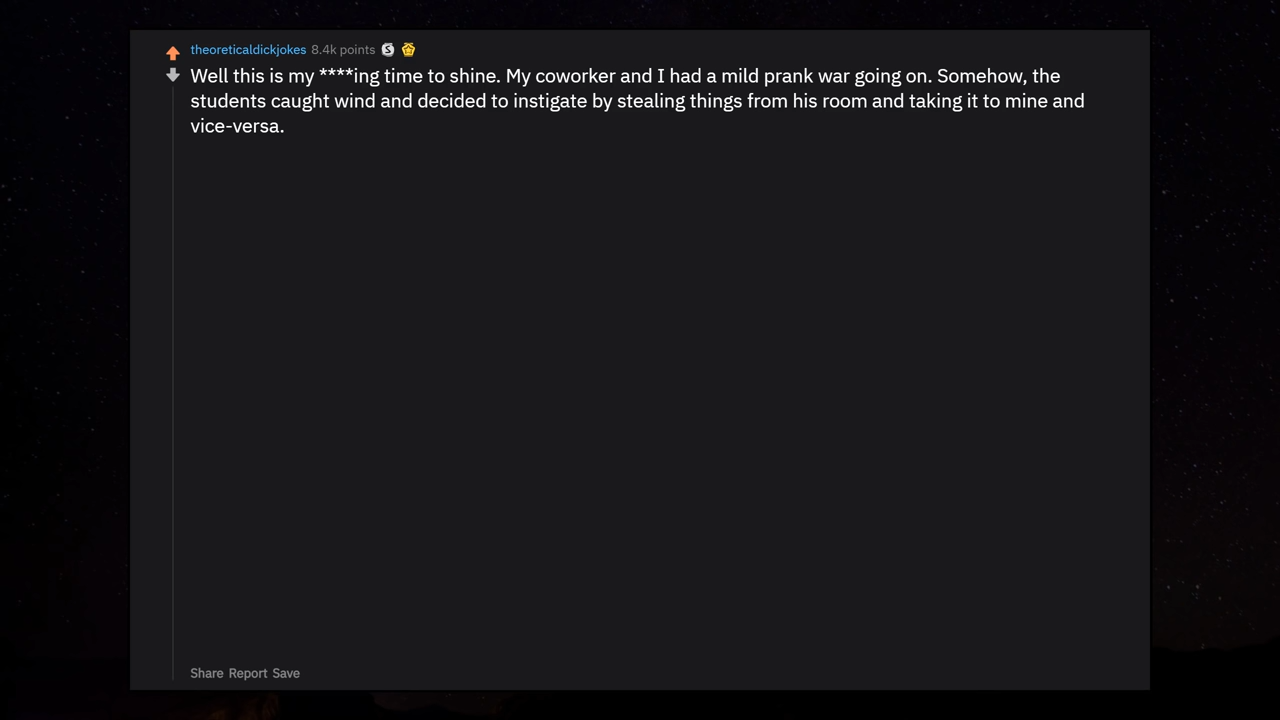 theoreticaldickjokes 8.4k points
Well this is my ****ing time to shine. My coworker and I had a mild prank war going on. Somehow, the
students caught wind and decided to instigate by stealing things from his room and taking it to mine and
vice-versa.
Share Report Save